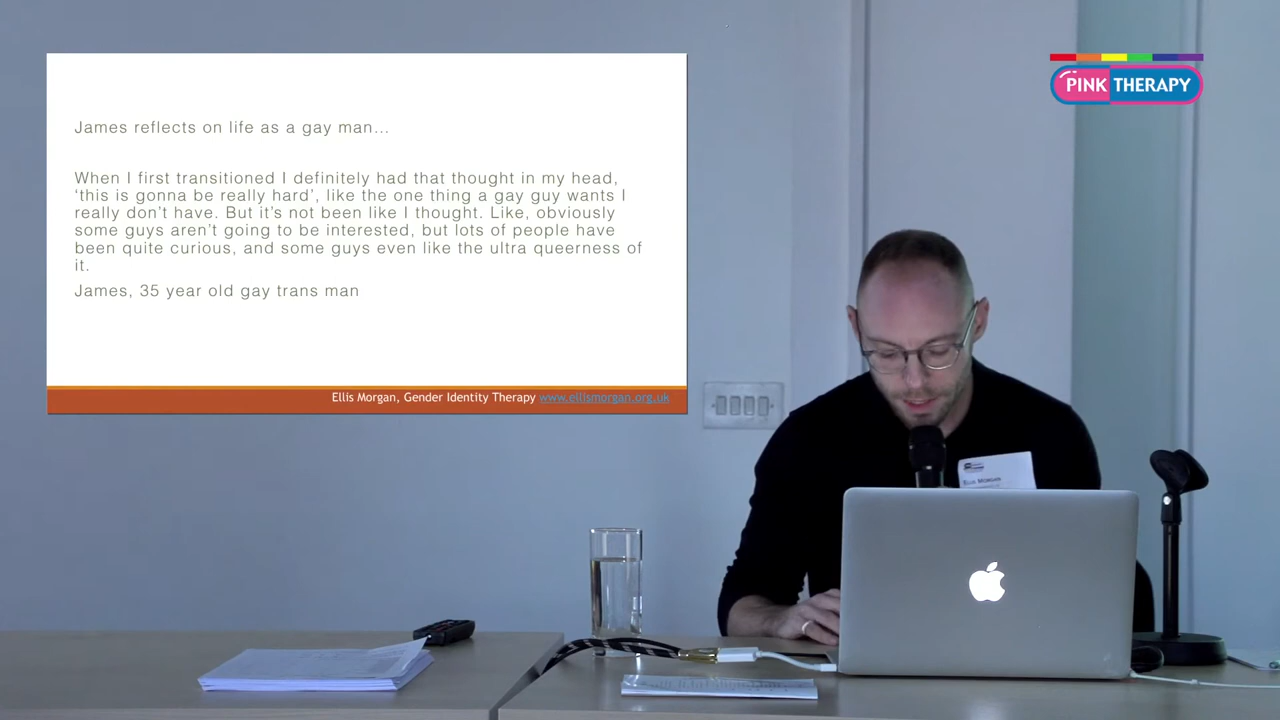 James reflects on life as a gay man...
When I first transitioned I definitely had that thought in my head,
‘this is gonna be really hard’, like the one thing a gay guy wants I
really don’t have. But it’s not been like I thought. Like, obviously
some guys aren’t going to be interested, but lots of people have
been quite curious, and some guys even like the ultra queerness of
it.
James, 35 year old gay trans man
Ellis Morgan, Gender Identity Therapy www.ellismorgan.org.uk
PINK THERAPY
ELLIS MORGAN